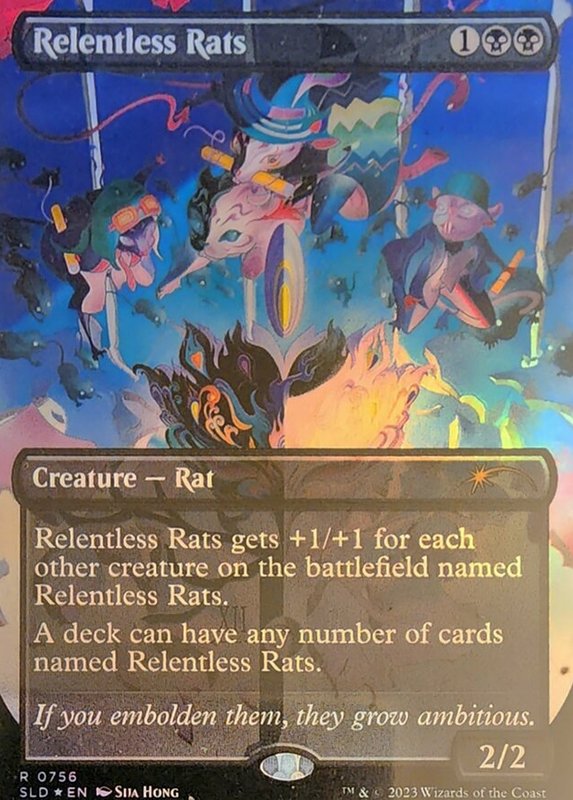 Relentless Rats 1
Creature — Rat
Relentless Rats gets +1/+1 for each
other creature on the battlefield named
Relentless Rats.
A deck can have any number of cards
named Relentless Rats.
If you embolden them, they grow ambitious.
2/2
R 0756
SLD ★ EN Sija Hong
™ & © 2023 Wizards of the Coast
XII